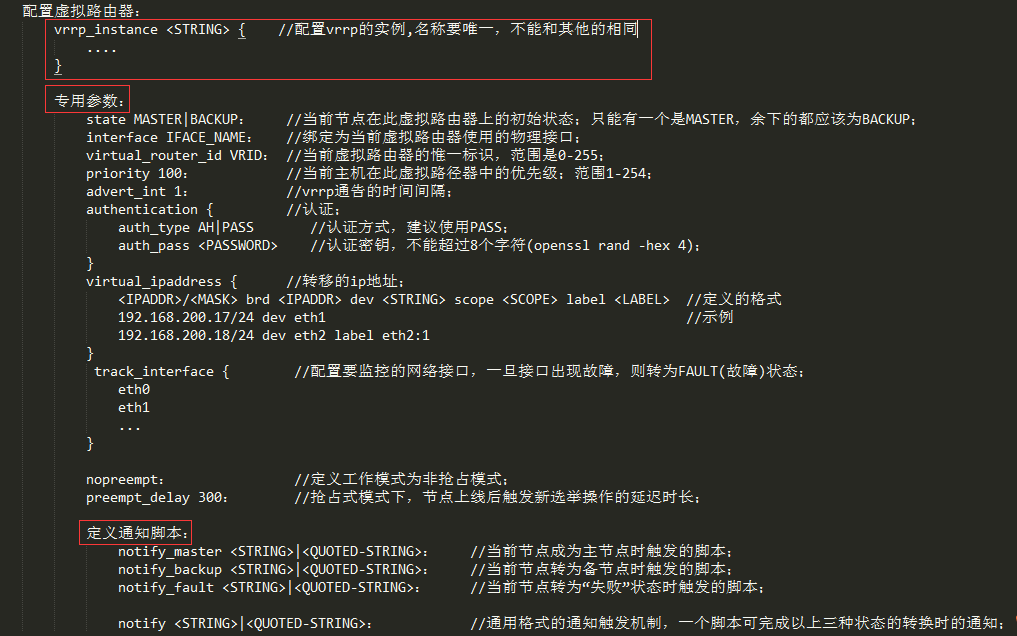 配置虚拟路由器：
vrrp_instance <STRING> {    //配置vrrp的实例,名称要唯一，不能和其他的相同
    ....
}
专用参数：
state MASTER|BACKUP：    //当前节点在此虚拟路由器上的初始状态；只能有一个是MASTER，余下的都应该为BACKUP；
interface IFACE_NAME：    //绑定为当前虚拟路由器使用的物理接口；
virtual_router_id VRID：  //当前虚拟路由器的惟一标识，范围是0-255；
priority 100：            //当前主机在此虚拟路径器中的优先级；范围1-254；
advert_int 1：            //vrrp通告的时间间隔；
authentication {         //认证；
    auth_type AH|PASS       //认证方式，建议使用PASS；
    auth_pass <PASSWORD>    //认证密钥，不能超过8个字符(openssl rand -hex 4)；
}
virtual_ipaddress {      //转移的ip地址；
    <IPADDR>/<MASK> brd <IPADDR> dev <STRING> scope <SCOPE> label <LABEL>  //定义的格式
    192.168.200.17/24 dev eth1                                             //示例
    192.168.200.18/24 dev eth2 label eth2:1
}
track_interface {        //配置要监控的网络接口，一旦接口出现故障，则转为FAULT(故障)状态；
    eth0
    eth1
    ...
}
nopreempt：                //定义工作模式为非抢占模式；
preempt_delay 300：        //抢占式模式下，节点上线后触发新选举操作的延迟时长；
定义通知脚本：
notify_master <STRING>|<QUOTED-STRING>：    //当前节点成为主节点时触发的脚本；
notify_backup <STRING>|<QUOTED-STRING>：    //当前节点转为备节点时触发的脚本；
notify_fault <STRING>|<QUOTED-STRING>：     //当前节点转为“失败”状态时触发的脚本；
notify <STRING>|<QUOTED-STRING>：           //通用格式的通知触发机制，一个脚本可完成以上三种状态的转换时的通知；